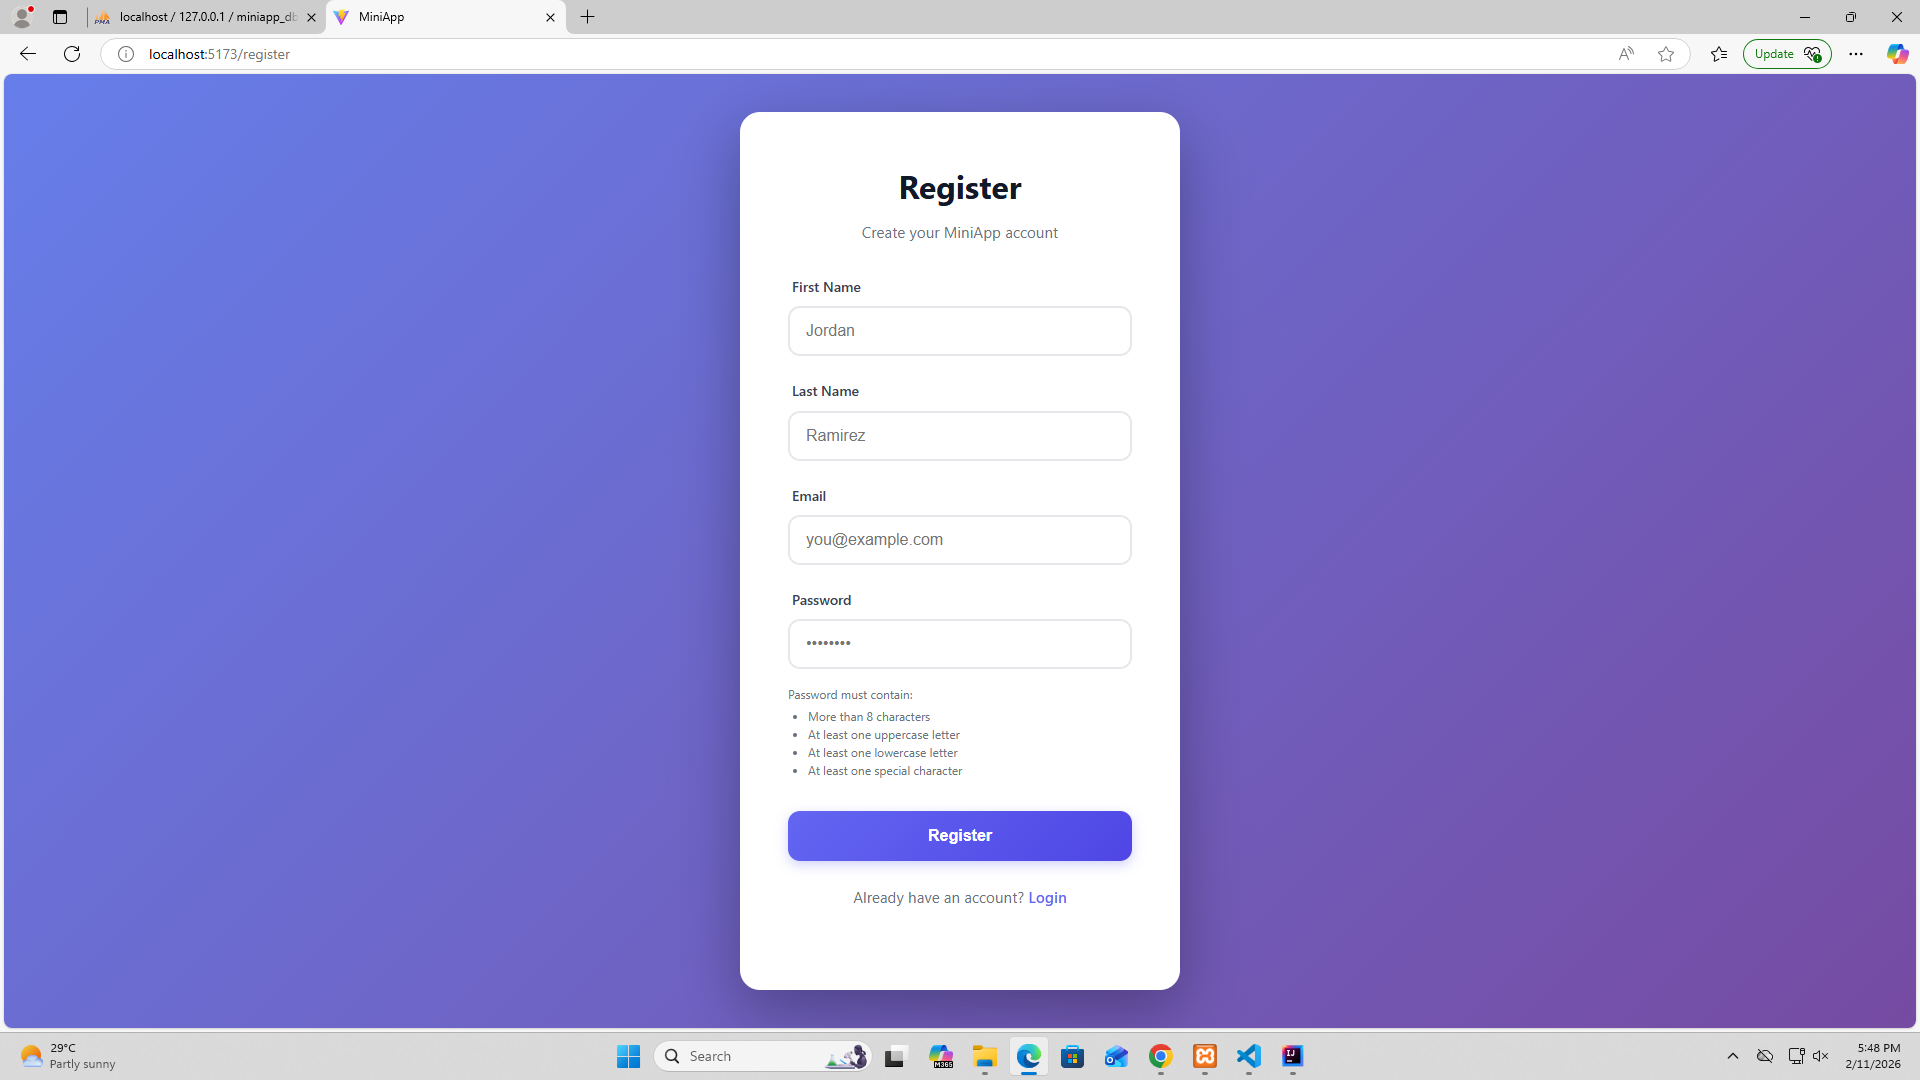 localhost / 127.0.0.1 / miniapp_db
MiniApp
localhost:5173/register
Update
Register
Create your MiniApp account
First Name
Jordan
Last Name
Ramirez
Email
you@example.com
Password
••••••••
Password must contain:
• More than 8 characters
• At least one uppercase letter
• At least one lowercase letter
• At least one special character
Register
Already have an account? Login
29°C
Partly sunny
Search
M365
5:48 PM
2/11/2026